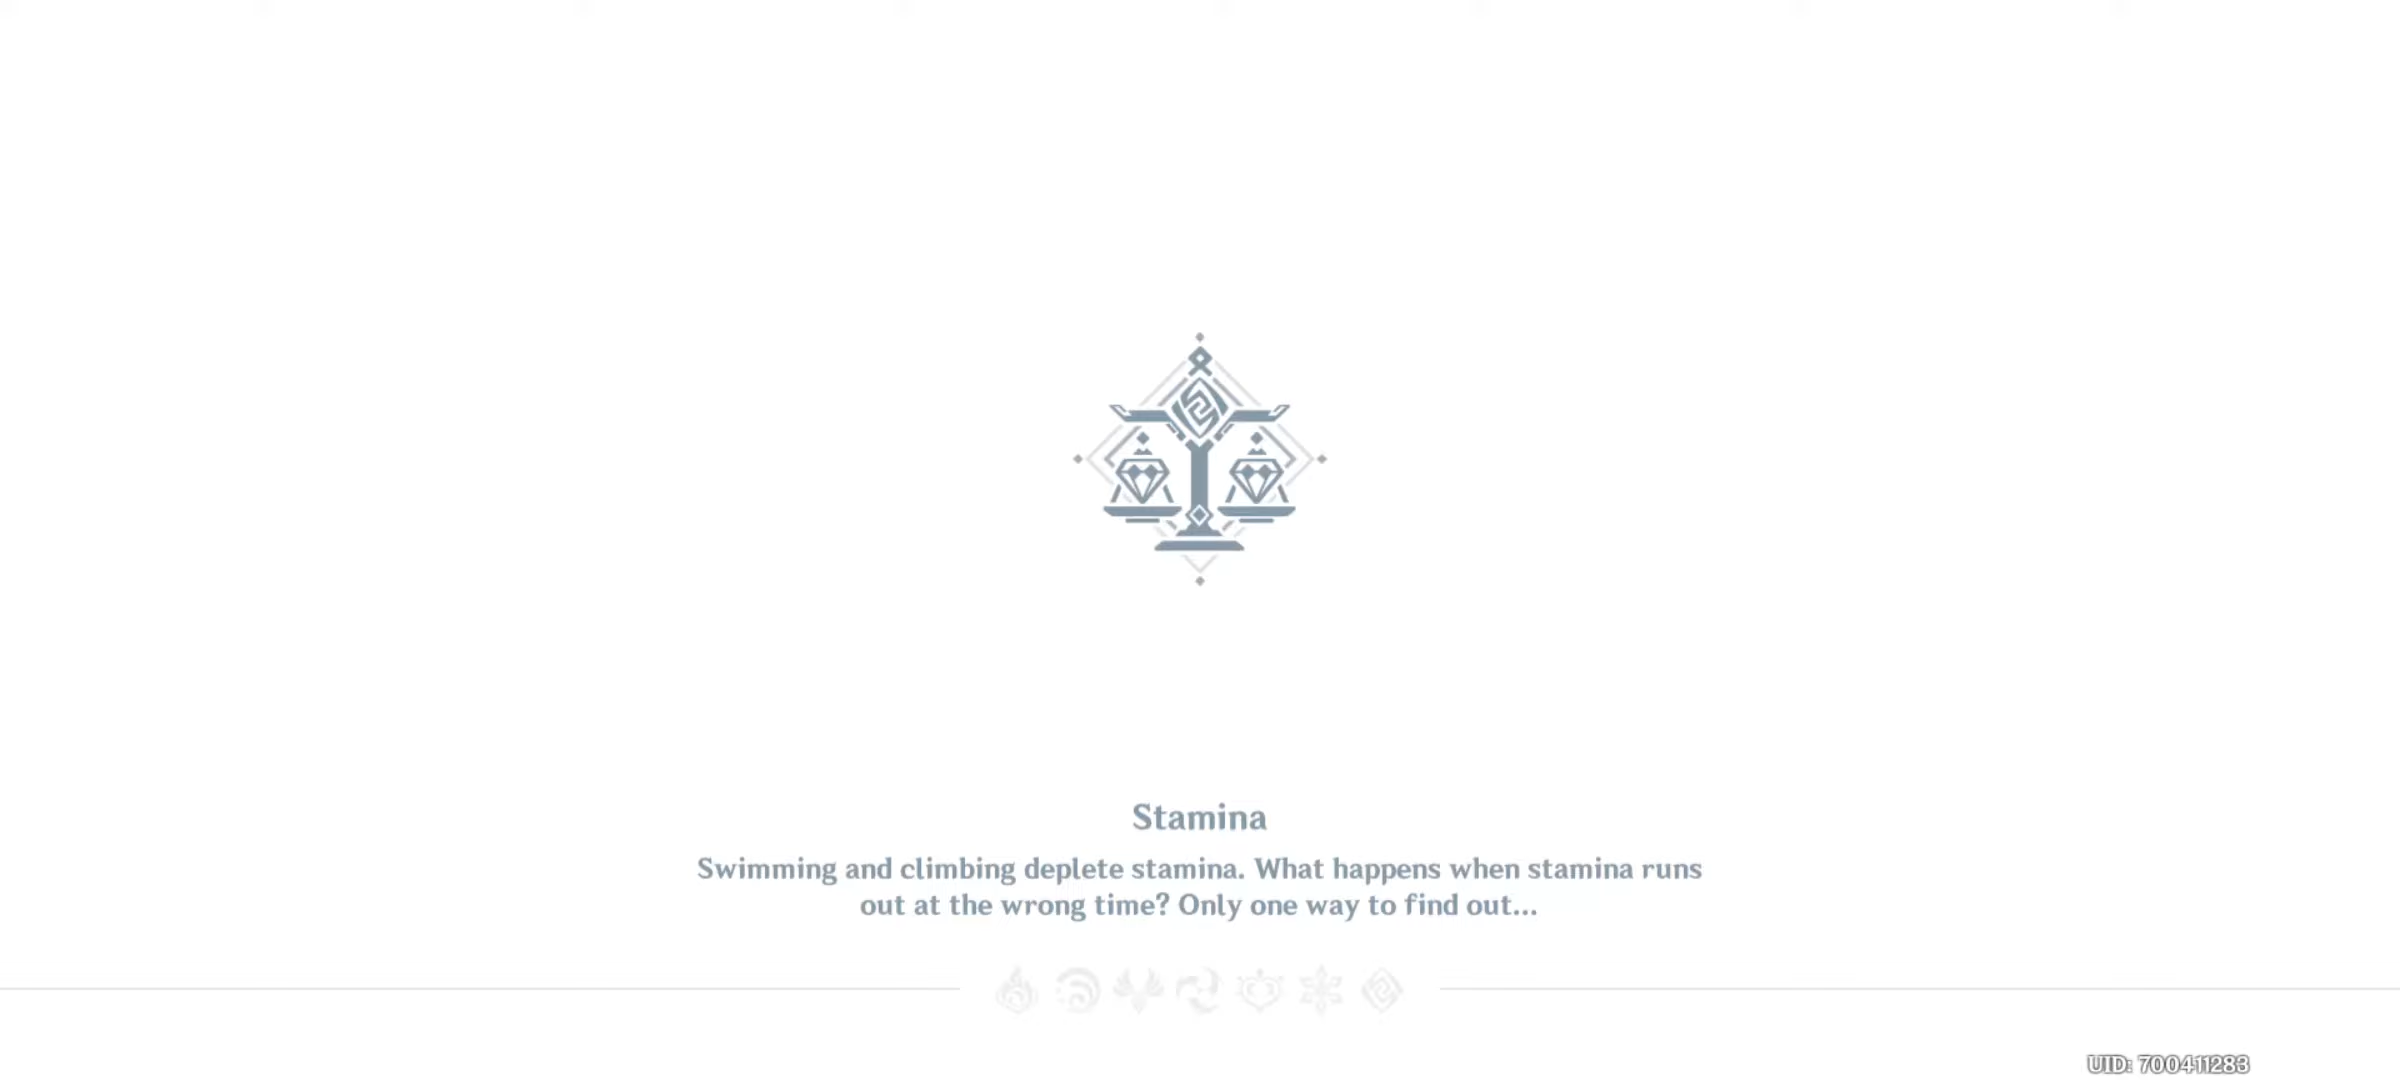 Stamina
Swimming and climbing deplete stamina. What happens when stamina runs
out at the wrong time? Only one way to find out...
UID: 700411283